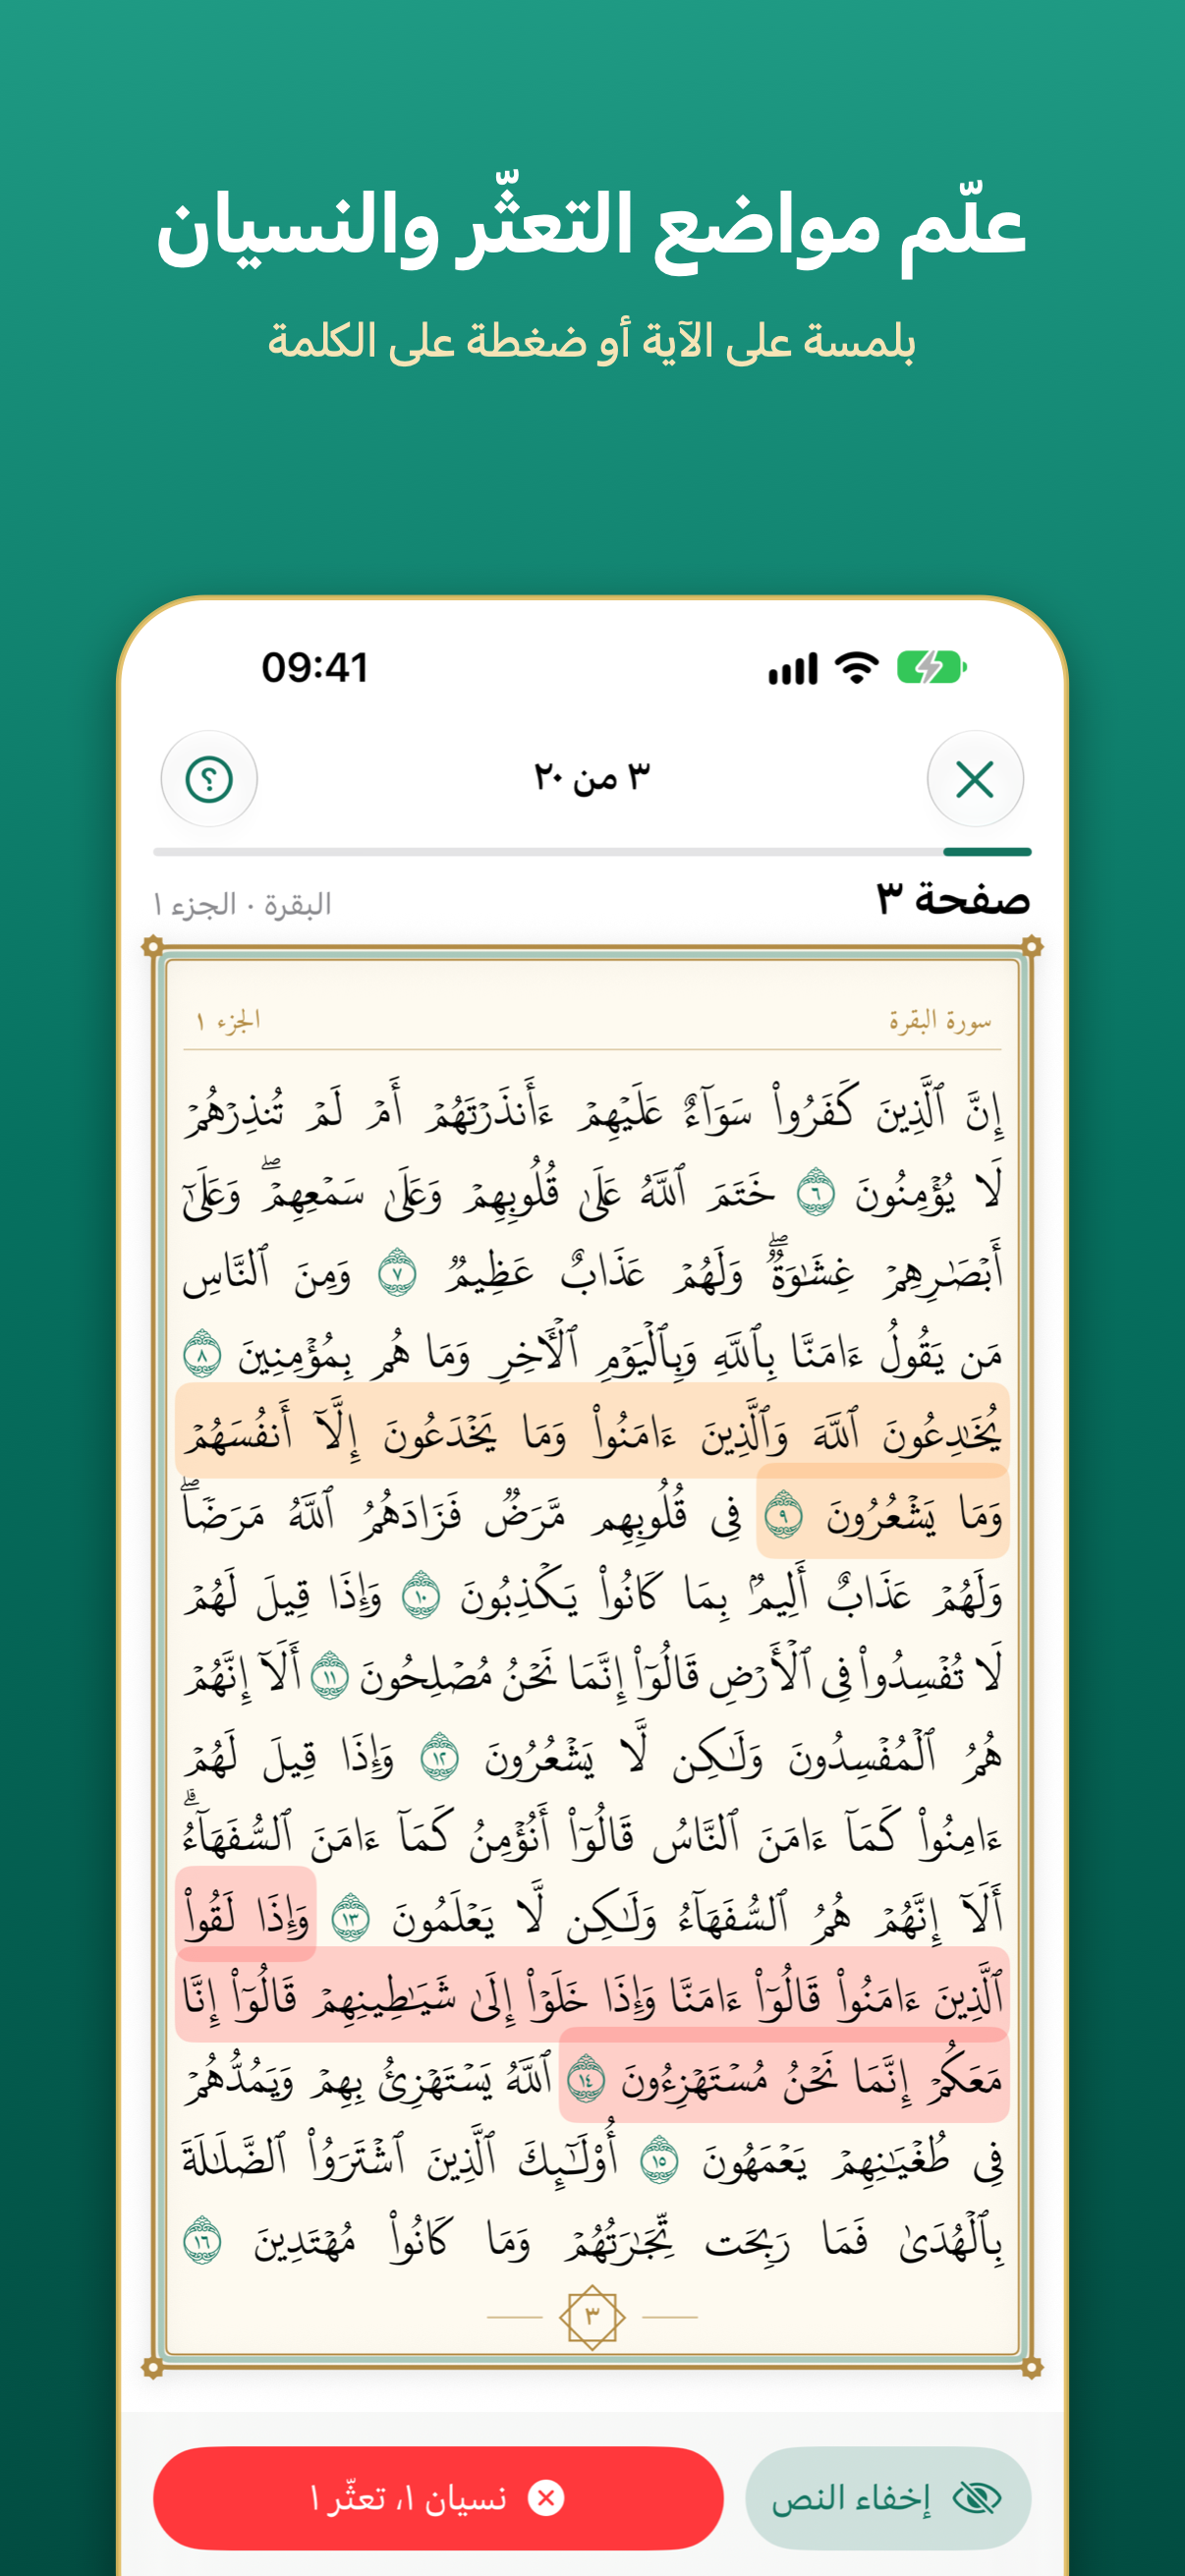 علّم مواضع التعثّر والنسيان
بلمسة على الآية أو ضغطة على الكلمة
09:41
٣ من ٢٠
؟
صفحة ٣
البقرة · الجزء ١
سورة البقرة
الجزء ١
إِنَّ ٱلَّذِينَ كَفَرُوا۟ سَوَآءٌ عَلَيْهِمْ ءَأَنذَرْتَهُمْ أَمْ لَمْ تُنذِرْهُمْ
لَا يُؤْمِنُونَ ٦ خَتَمَ ٱللَّهُ عَلَىٰ قُلُوبِهِمْ وَعَلَىٰ سَمْعِهِمْ ۖ وَعَلَىٰٓ
أَبْصَـٰرِهِمْ غِشَـٰوَةٌ ۖ وَلَهُمْ عَذَابٌ عَظِيمٌ ٧ وَمِنَ ٱلنَّاسِ
مَن يَقُولُ ءَامَنَّا بِٱللَّهِ وَبِٱلْيَوْمِ ٱلْـَٔاخِرِ وَمَا هُم بِمُؤْمِنِينَ ٨
يُخَـٰدِعُونَ ٱللَّهَ وَٱلَّذِينَ ءَامَنُوا۟ وَمَا يَخْدَعُونَ إِلَّآ أَنفُسَهُمْ
وَمَا يَشْعُرُونَ ٩ فِى قُلُوبِهِم مَّرَضٌ فَزَادَهُمُ ٱللَّهُ مَرَضًا ۖ
وَلَهُمْ عَذَابٌ أَلِيمٌۢ بِمَا كَانُوا۟ يَكْذِبُونَ ١٠ وَإِذَا قِيلَ لَهُمْ
لَا تُفْسِدُوا۟ فِى ٱلْأَرْضِ قَالُوٓا۟ إِنَّمَا نَحْنُ مُصْلِحُونَ ١١ أَلَآ إِنَّهُمْ
هُمُ ٱلْمُفْسِدُونَ وَلَـٰكِن لَّا يَشْعُرُونَ ١٢ وَإِذَا قِيلَ لَهُمْ
ءَامِنُوا۟ كَمَآ ءَامَنَ ٱلنَّاسُ قَالُوٓا۟ أَنُؤْمِنُ كَمَآ ءَامَنَ ٱلسُّفَهَآءُ ۗ
أَلَآ إِنَّهُمْ هُمُ ٱلسُّفَهَآءُ وَلَـٰكِن لَّا يَعْلَمُونَ ١٣ وَإِذَا لَقُوا۟
ٱلَّذِينَ ءَامَنُوا۟ قَالُوٓا۟ ءَامَنَّا وَإِذَا خَلَوْا۟ إِلَىٰ شَيَـٰطِينِهِمْ قَالُوٓا۟ إِنَّا
مَعَكُمْ إِنَّمَا نَحْنُ مُسْتَهْزِءُونَ ١٤ ٱللَّهُ يَسْتَهْزِئُ بِهِمْ وَيَمُدُّهُمْ
فِى طُغْيَـٰنِهِمْ يَعْمَهُونَ ١٥ أُو۟لَـٰٓئِكَ ٱلَّذِينَ ٱشْتَرَوُا۟ ٱلضَّلَـٰلَةَ
بِٱلْهُدَىٰ فَمَا رَبِحَت تِّجَـٰرَتُهُمْ وَمَا كَانُوا۟ مُهْتَدِينَ ١٦
٣
إخفاء النص
نسيان ١، تعثّر ١